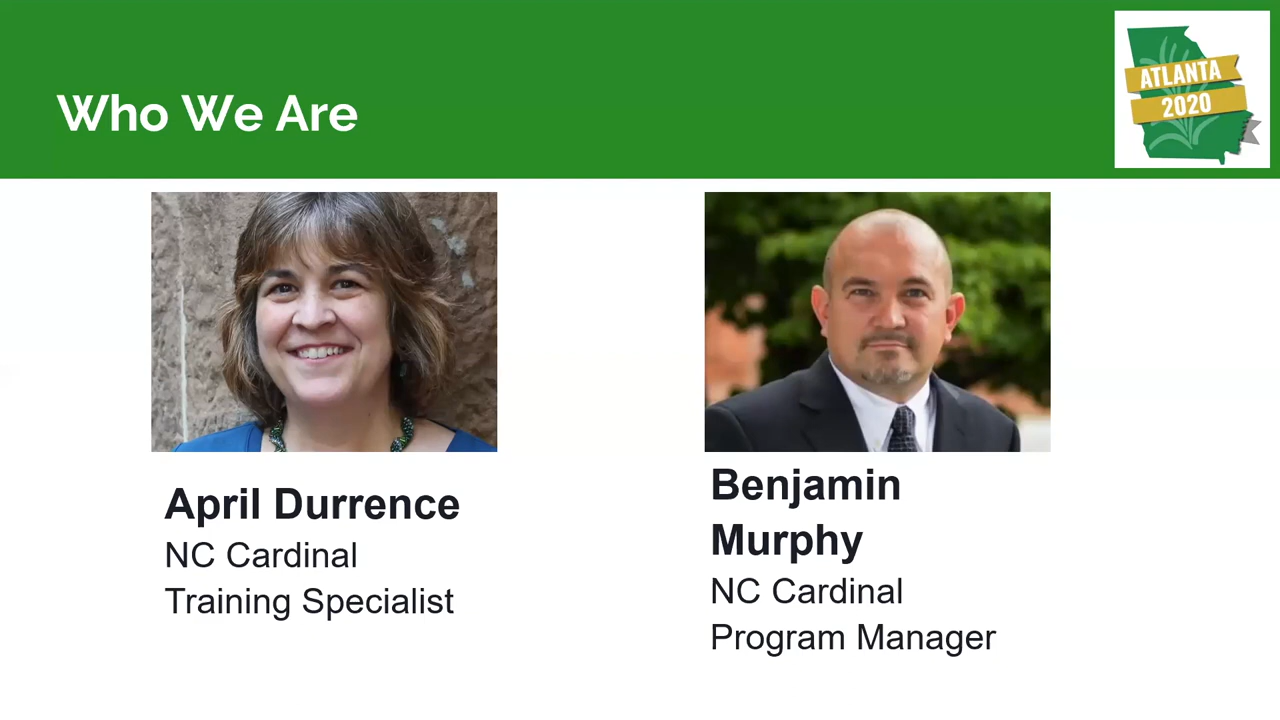 Who We Are
ATLANTA
2020
April Durrence
NC Cardinal
Training Specialist
Benjamin
Murphy
NC Cardinal
Program Manager